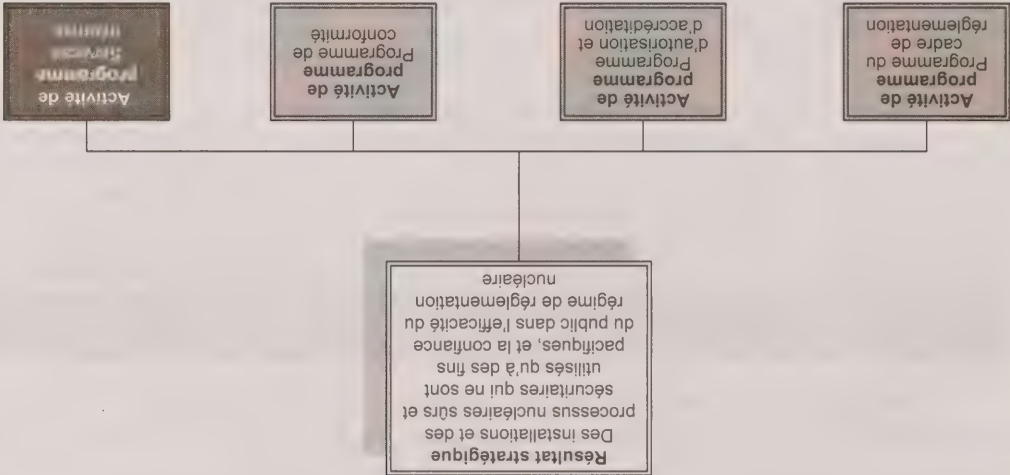 Résultat stratégique
Des installations et des
processus nucléaires sûrs et
sécuritaires qui ne sont
utilisés qu'à des fins
pacifiques, et la confiance
du public dans l'efficacité du
régime de réglementation
nucléaire
Activité de
programme
Programme du
cadre de
réglementation
Activité de
programme
Programme
d'autorisation et
d'accréditation
Activité de
programme
Programme de
conformité
Activité de
programme
Services
internes